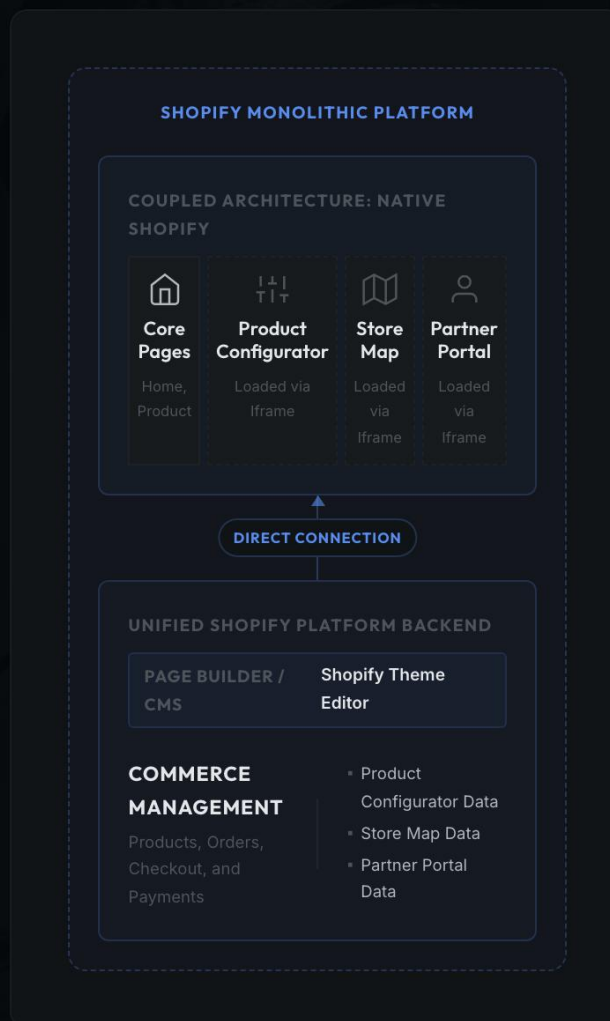 SHOPIFY MONOLITHIC PLATFORM
COUPLED ARCHITECTURE: NATIVE
SHOPIFY
Core
Pages
Home,
Product
Product
Configurator
Loaded via
Iframe
Store
Map
Loaded
via
Iframe
Partner
Portal
Loaded
via
Iframe
DIRECT CONNECTION
UNIFIED SHOPIFY PLATFORM BACKEND
PAGE BUILDER /
CMS
Shopify Theme
Editor
COMMERCE
MANAGEMENT
Products, Orders,
Checkout, and
Payments
Product
Configurator Data
Store Map Data
Partner Portal
Data